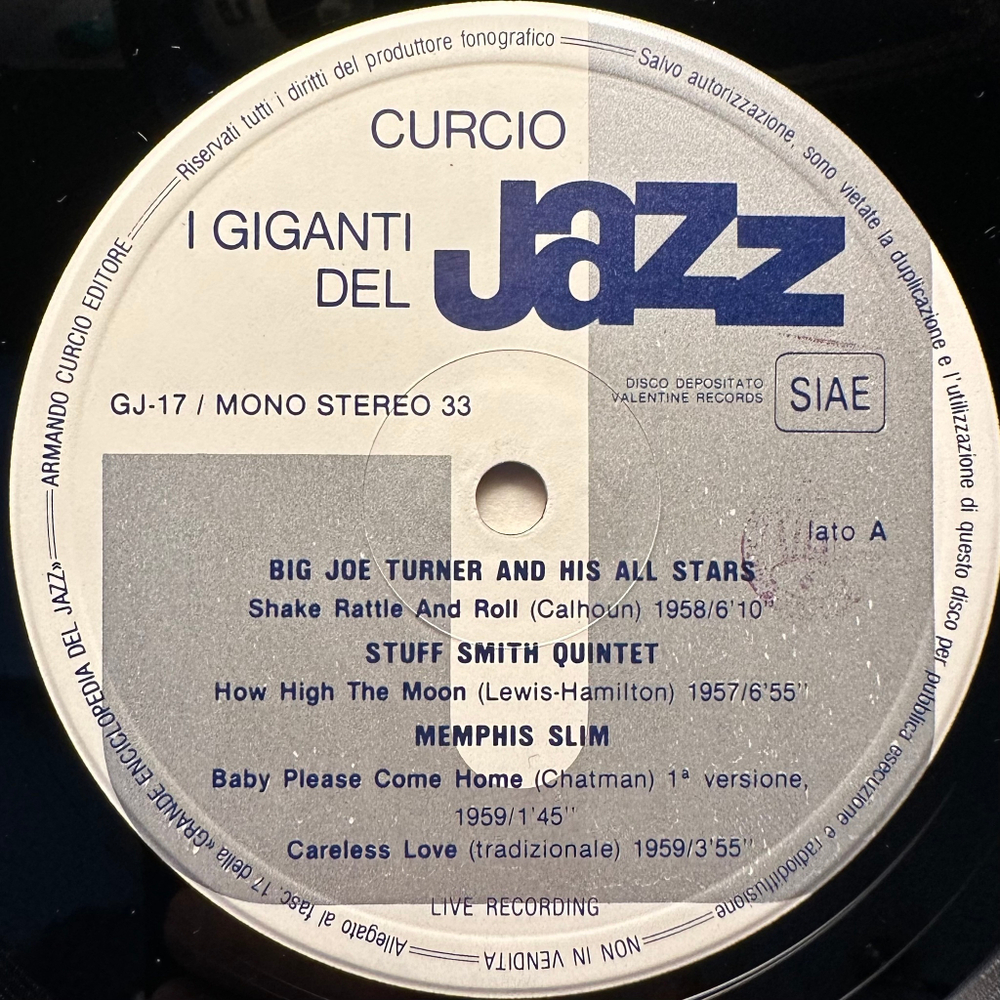 CURCIO
I GIGANTI
DEL
Jazz
GJ-17 / MONO STEREO 33
DISCO DEPOSITATO
VALENTINE RECORDS
SIAE
lato A
BIG JOE TURNER AND HIS ALL STARS
Shake Rattle And Roll (Calhoun) 1958/6'10"
STUFF SMITH QUINTET
How High The Moon (Lewis-Hamilton) 1957/6'55''
MEMPHIS SLIM
Baby Please Come Home (Chatman) 1ª versione,
1959/1'45''
Careless Love (tradizionale) 1959/3'55''
LIVE RECORDING
Allegato al fasc. 17 della «GRANDE ENCICLOPEDIA DEL JAZZ» ARMANDO CURCIO EDITORE Riservati tutti i diritti del produttore fonografico Salvo autorizzazione, sono vietate la duplicazione e l'utilizzazione di questo disco per pubblica esecuzione e radiodiffusione NON IN VENDITA